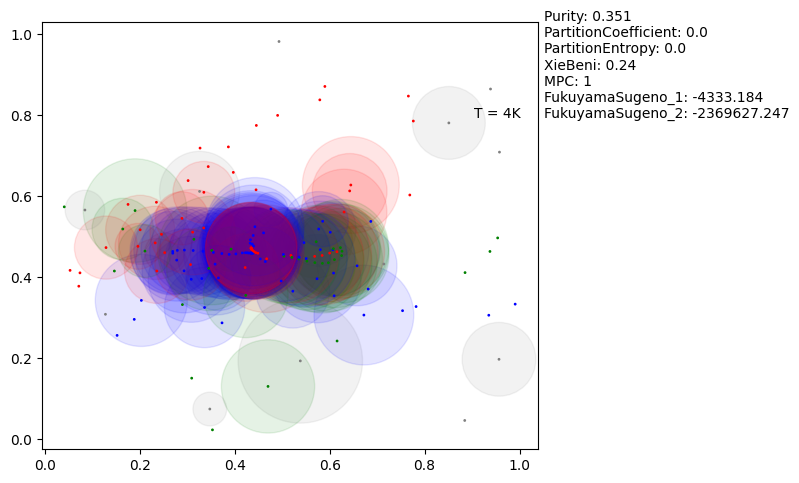 Purity: 0.351
PartitionCoefficient: 0.0
PartitionEntropy: 0.0
XieBeni: 0.24
MPC: 1
FukuyamaSugeno_1: -4333.184
FukuyamaSugeno_2: -2369627.247
1.0
0.8
T = 4K
0.6
0.4
0.2
0.0
0.0 0.2 0.4 0.6 0.8 1.0